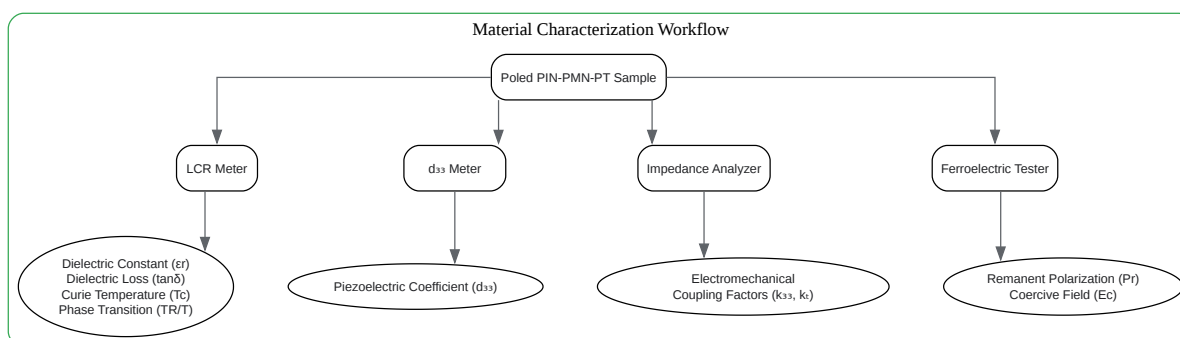 Material Characterization Workflow
Poled PIN-PMN-PT Sample
LCR Meter
d₃₃ Meter
Impedance Analyzer
Ferroelectric Tester
Dielectric Constant (εr)
Dielectric Loss (tanδ)
Curie Temperature (Tc)
Phase Transition (TR/T)
Piezoelectric Coefficient (d₃₃)
Electromechanical
Coupling Factors (k₃₃, kₜ)
Remanent Polarization (Pr)
Coercive Field (Ec)